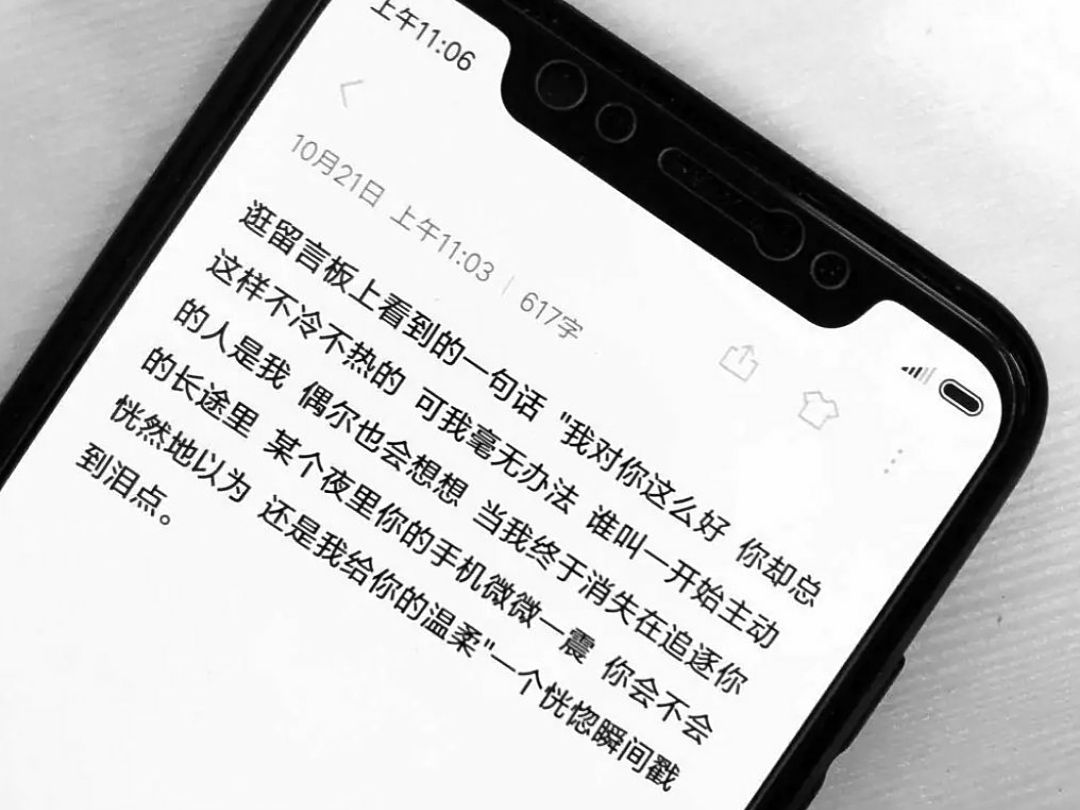 上午11:06
10月21日 上午11:03 | 617字
逛留言板上看到的一句话 "我对你这么好 你却总
这样不冷不热的 可我毫无办法 谁叫一开始主动
的人是我 偶尔也会想想 当我终于消失在追逐你
的长途里 某个夜里你的手机微微一震 你会不会
恍然地以为 还是我给你的温柔"一个恍惚瞬间戳
到泪点。